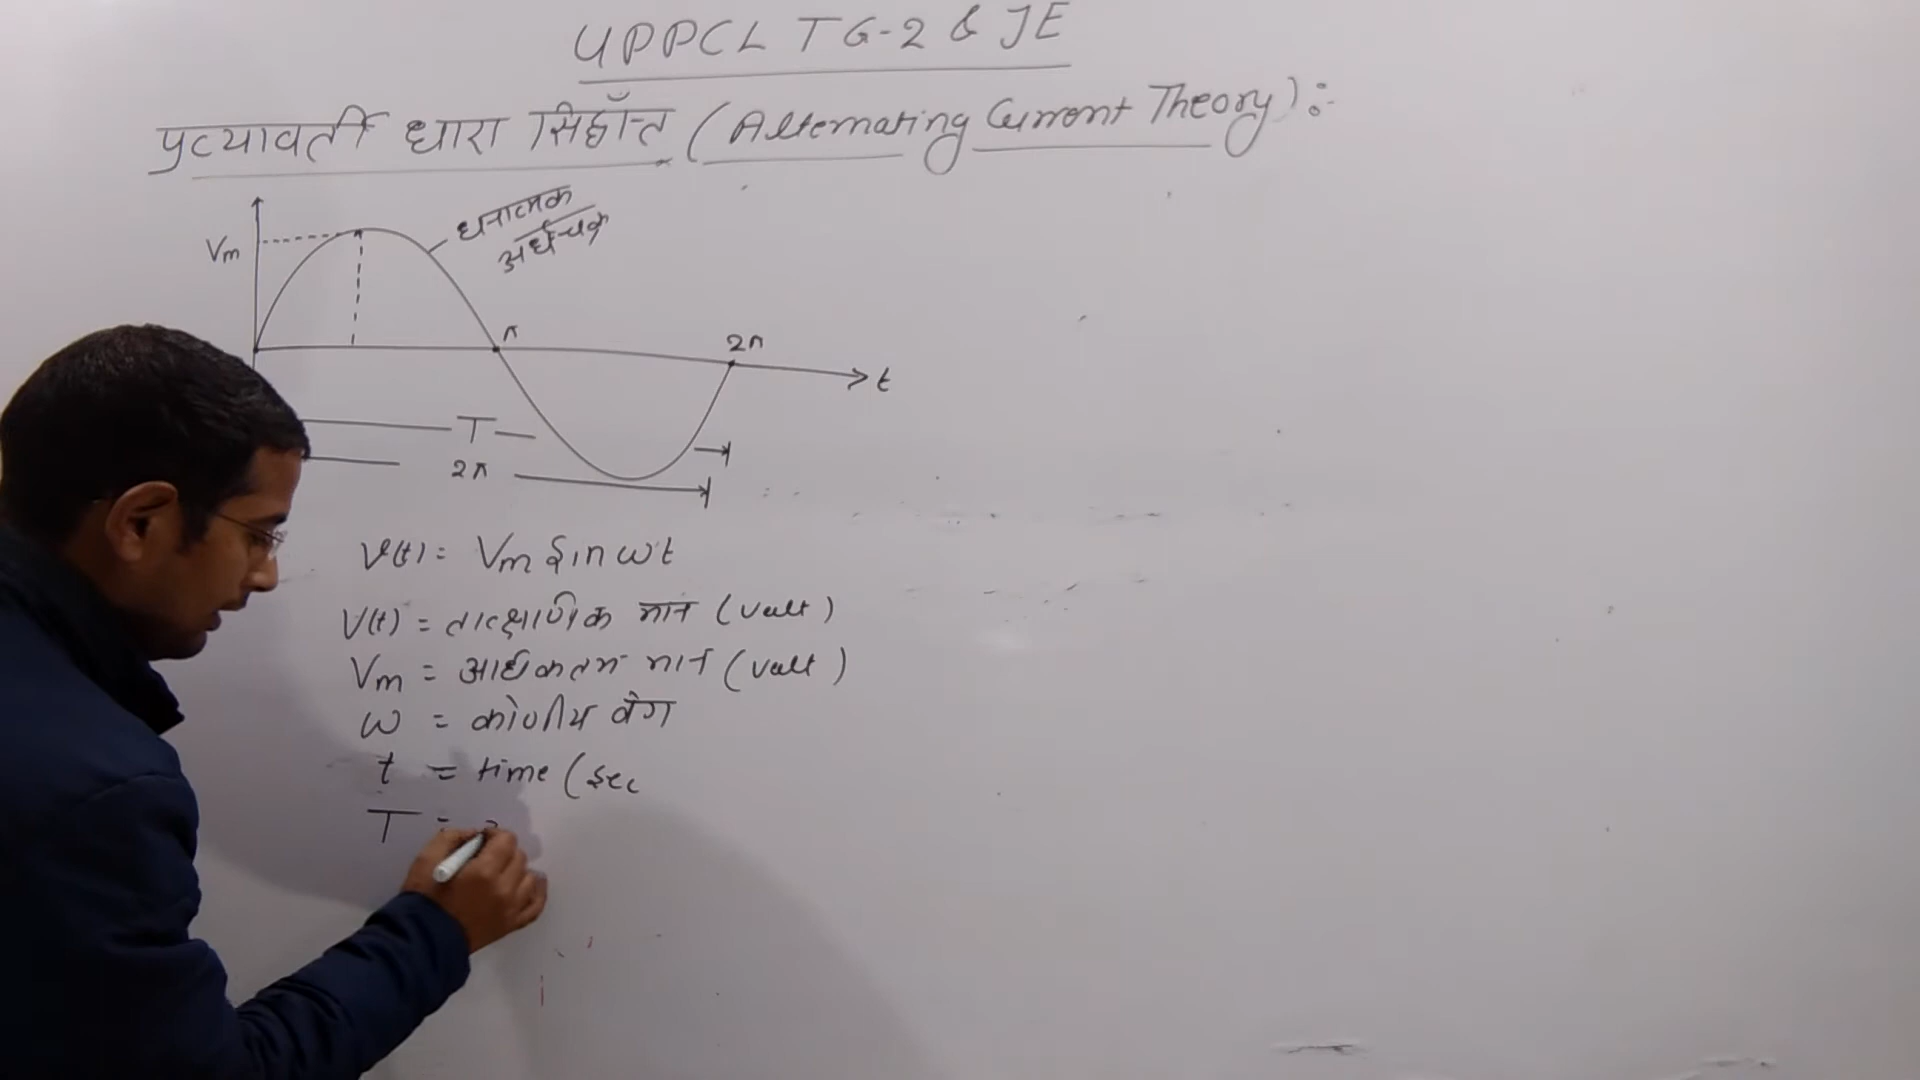 UPPCL TG-2 & JE
प्रत्यावर्ती धारा सिद्धाँन्त (Alternating Current Theory):-
धनात्मक
अर्धचक्र
Vm
π
2π
t
T
2π
V(t) = Vm Sin ωt
V(t) = तात्क्षाणिक मान (Volt)
Vm = अधिकतम मान (Volt)
ω = कोणीय वेग
t = time (Sec
T =